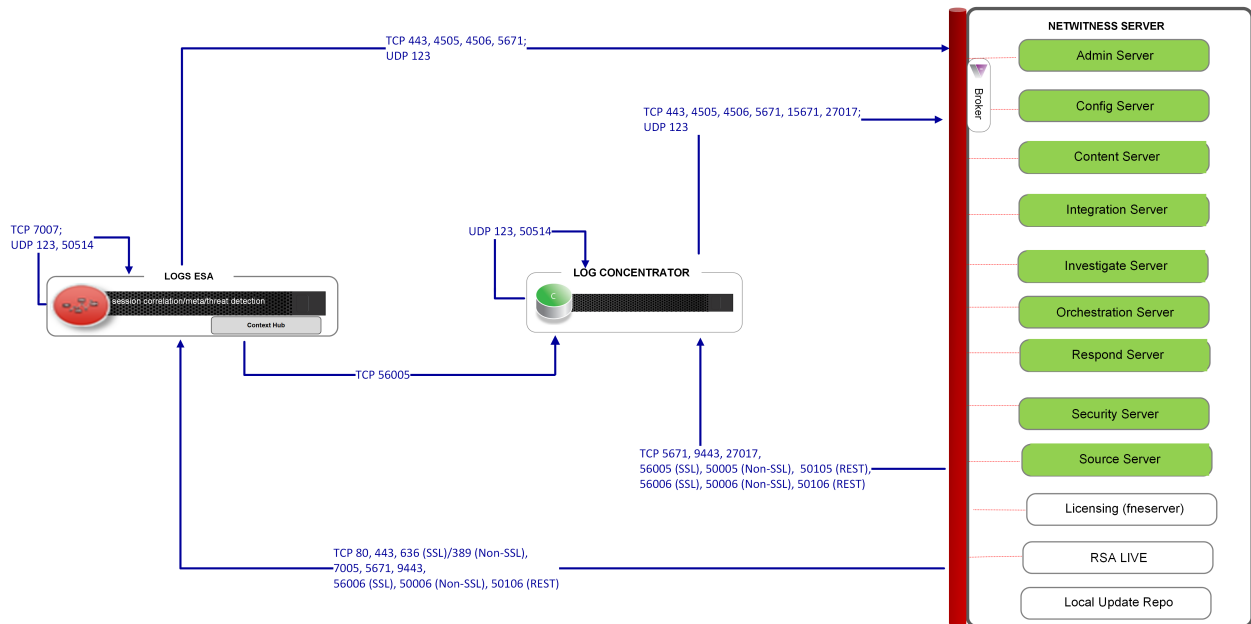 NETWITNESS SERVER
TCP 443, 4505, 4506, 5671;
UDP 123
Admin Server
Broker
Config Server
TCP 443, 4505, 4506, 5671, 15671, 27017;
UDP 123
Content Server
Integration Server
TCP 7007;
UDP 123, 50514
UDP 123, 50514
Investigate Server
LOGS ESA
LOG CONCENTRATOR
session correlation/meta/threat detection
C
Context Hub
Orchestration Server
Respond Server
TCP 56005
Security Server
TCP 5671, 9443, 27017,
56005 (SSL), 50005 (Non-SSL), 50105 (REST),
56006 (SSL), 50006 (Non-SSL), 50106 (REST)
Source Server
Licensing (fneserver)
TCP 80, 443, 636 (SSL)/389 (Non-SSL),
7005, 5671, 9443,
56006 (SSL), 50006 (Non-SSL), 50106 (REST)
RSA LIVE
Local Update Repo